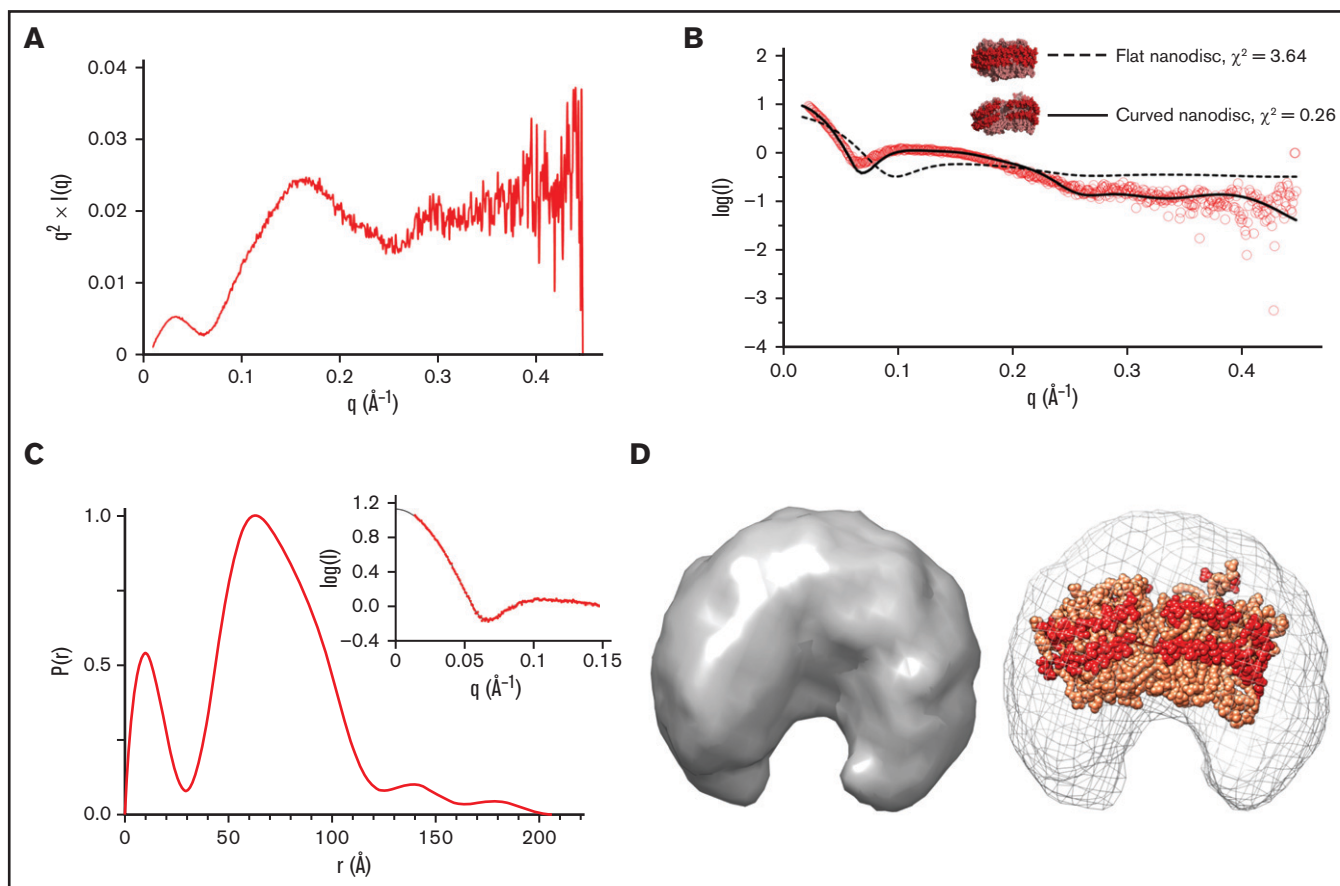 A
0.04
0.03
0.02
0.01
0
q² × I(q)
0
0.1
0.2
0.3
0.4
q (Å⁻¹)
B
2
1
0
−1
−2
−3
−4
log(I)
Flat nanodisc, χ² = 3.64
Curved nanodisc, χ² = 0.26
0.0
0.1
0.2
0.3
0.4
q (Å⁻¹)
C
1.0
0.5
0.0
P(r)
0
50
100
150
200
r (Å)
1.2
0.8
0.4
0.0
−0.4
log(I)
0
0.05
0.10
0.15
q (Å⁻¹)
D